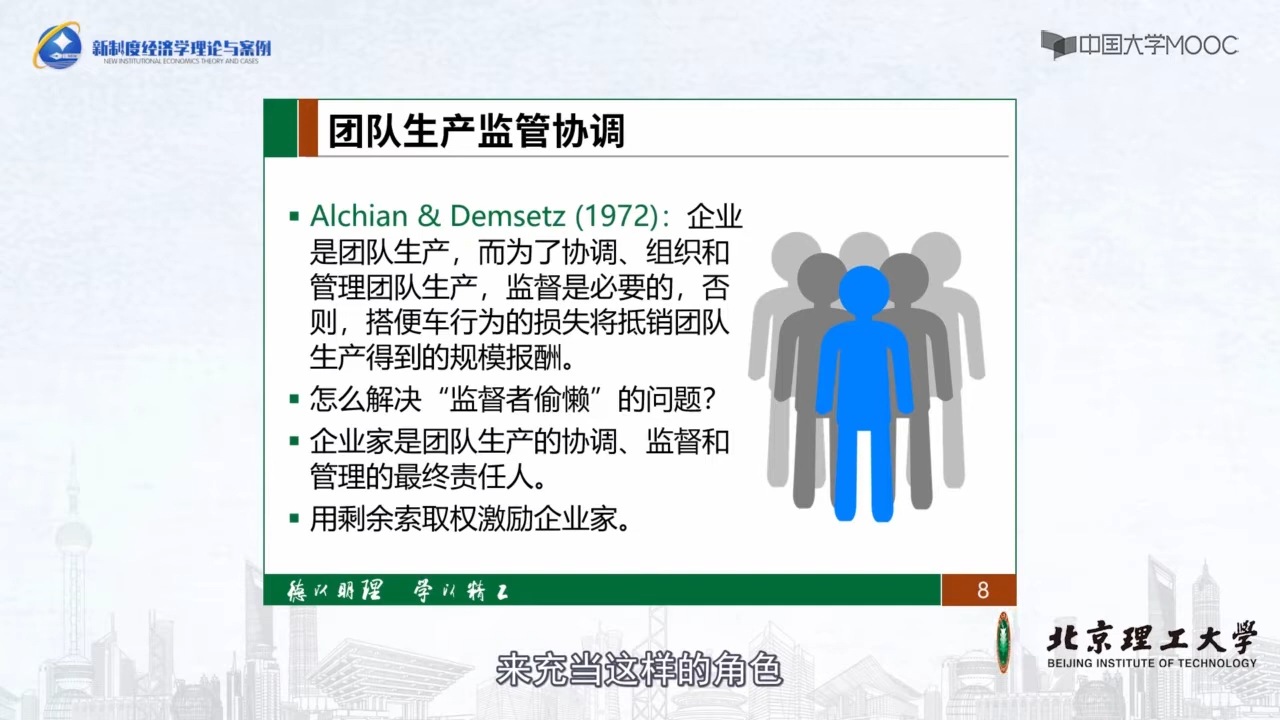 新制度经济学理论与案例
NEW INSTITUTIONAL ECONOMICS THEORY AND CASES
中国大学MOOC
团队生产监管协调
▪ Alchian & Demsetz (1972)：企业
是团队生产，而为了协调、组织和
管理团队生产，监督是必要的，否
则，搭便车行为的损失将抵销团队
生产得到的规模报酬。
▪ 怎么解决“监督者偷懒”的问题？
▪ 企业家是团队生产的协调、监督和
管理的最终责任人。
▪ 用剩余索取权激励企业家。
德以明理 学以精工
8
北京理工大学
BEIJING INSTITUTE OF TECHNOLOGY
来充当这样的角色